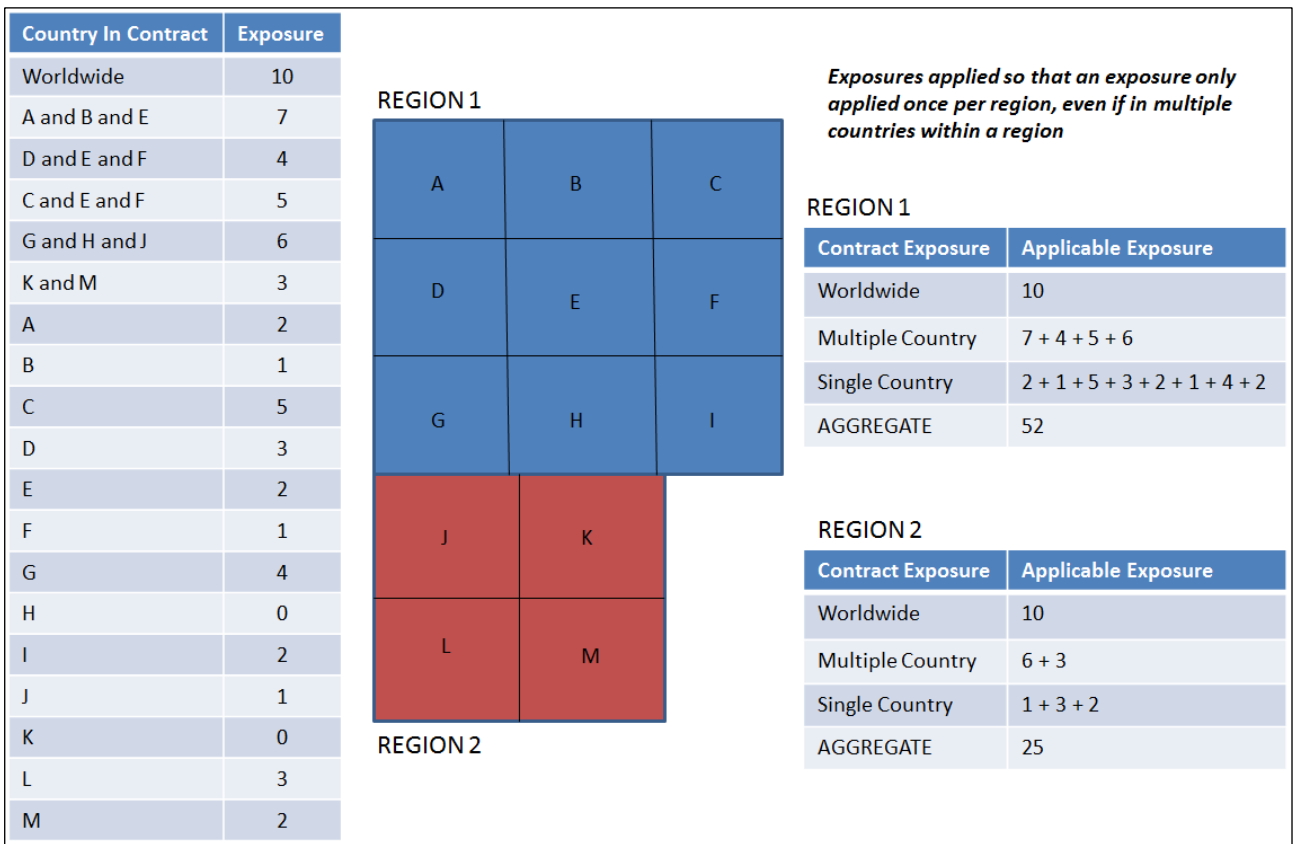 Country In Contract Exposure
Worldwide 10
A and B and E 7
D and E and F 4
C and E and F 5
G and H and J 6
K and M 3
A 2
B 1
C 5
D 3
E 2
F 1
G 4
H 0
I 2
J 1
K 0
L 3
M 2
REGION 1
A B C
D E F
G H I
J K
L M
REGION 2
Exposures applied so that an exposure only
applied once per region, even if in multiple
countries within a region
REGION 1
Contract Exposure Applicable Exposure
Worldwide 10
Multiple Country 7 + 4 + 5 + 6
Single Country 2 + 1 + 5 + 3 + 2 + 1 + 4 + 2
AGGREGATE 52
REGION 2
Contract Exposure Applicable Exposure
Worldwide 10
Multiple Country 6 + 3
Single Country 1 + 3 + 2
AGGREGATE 25